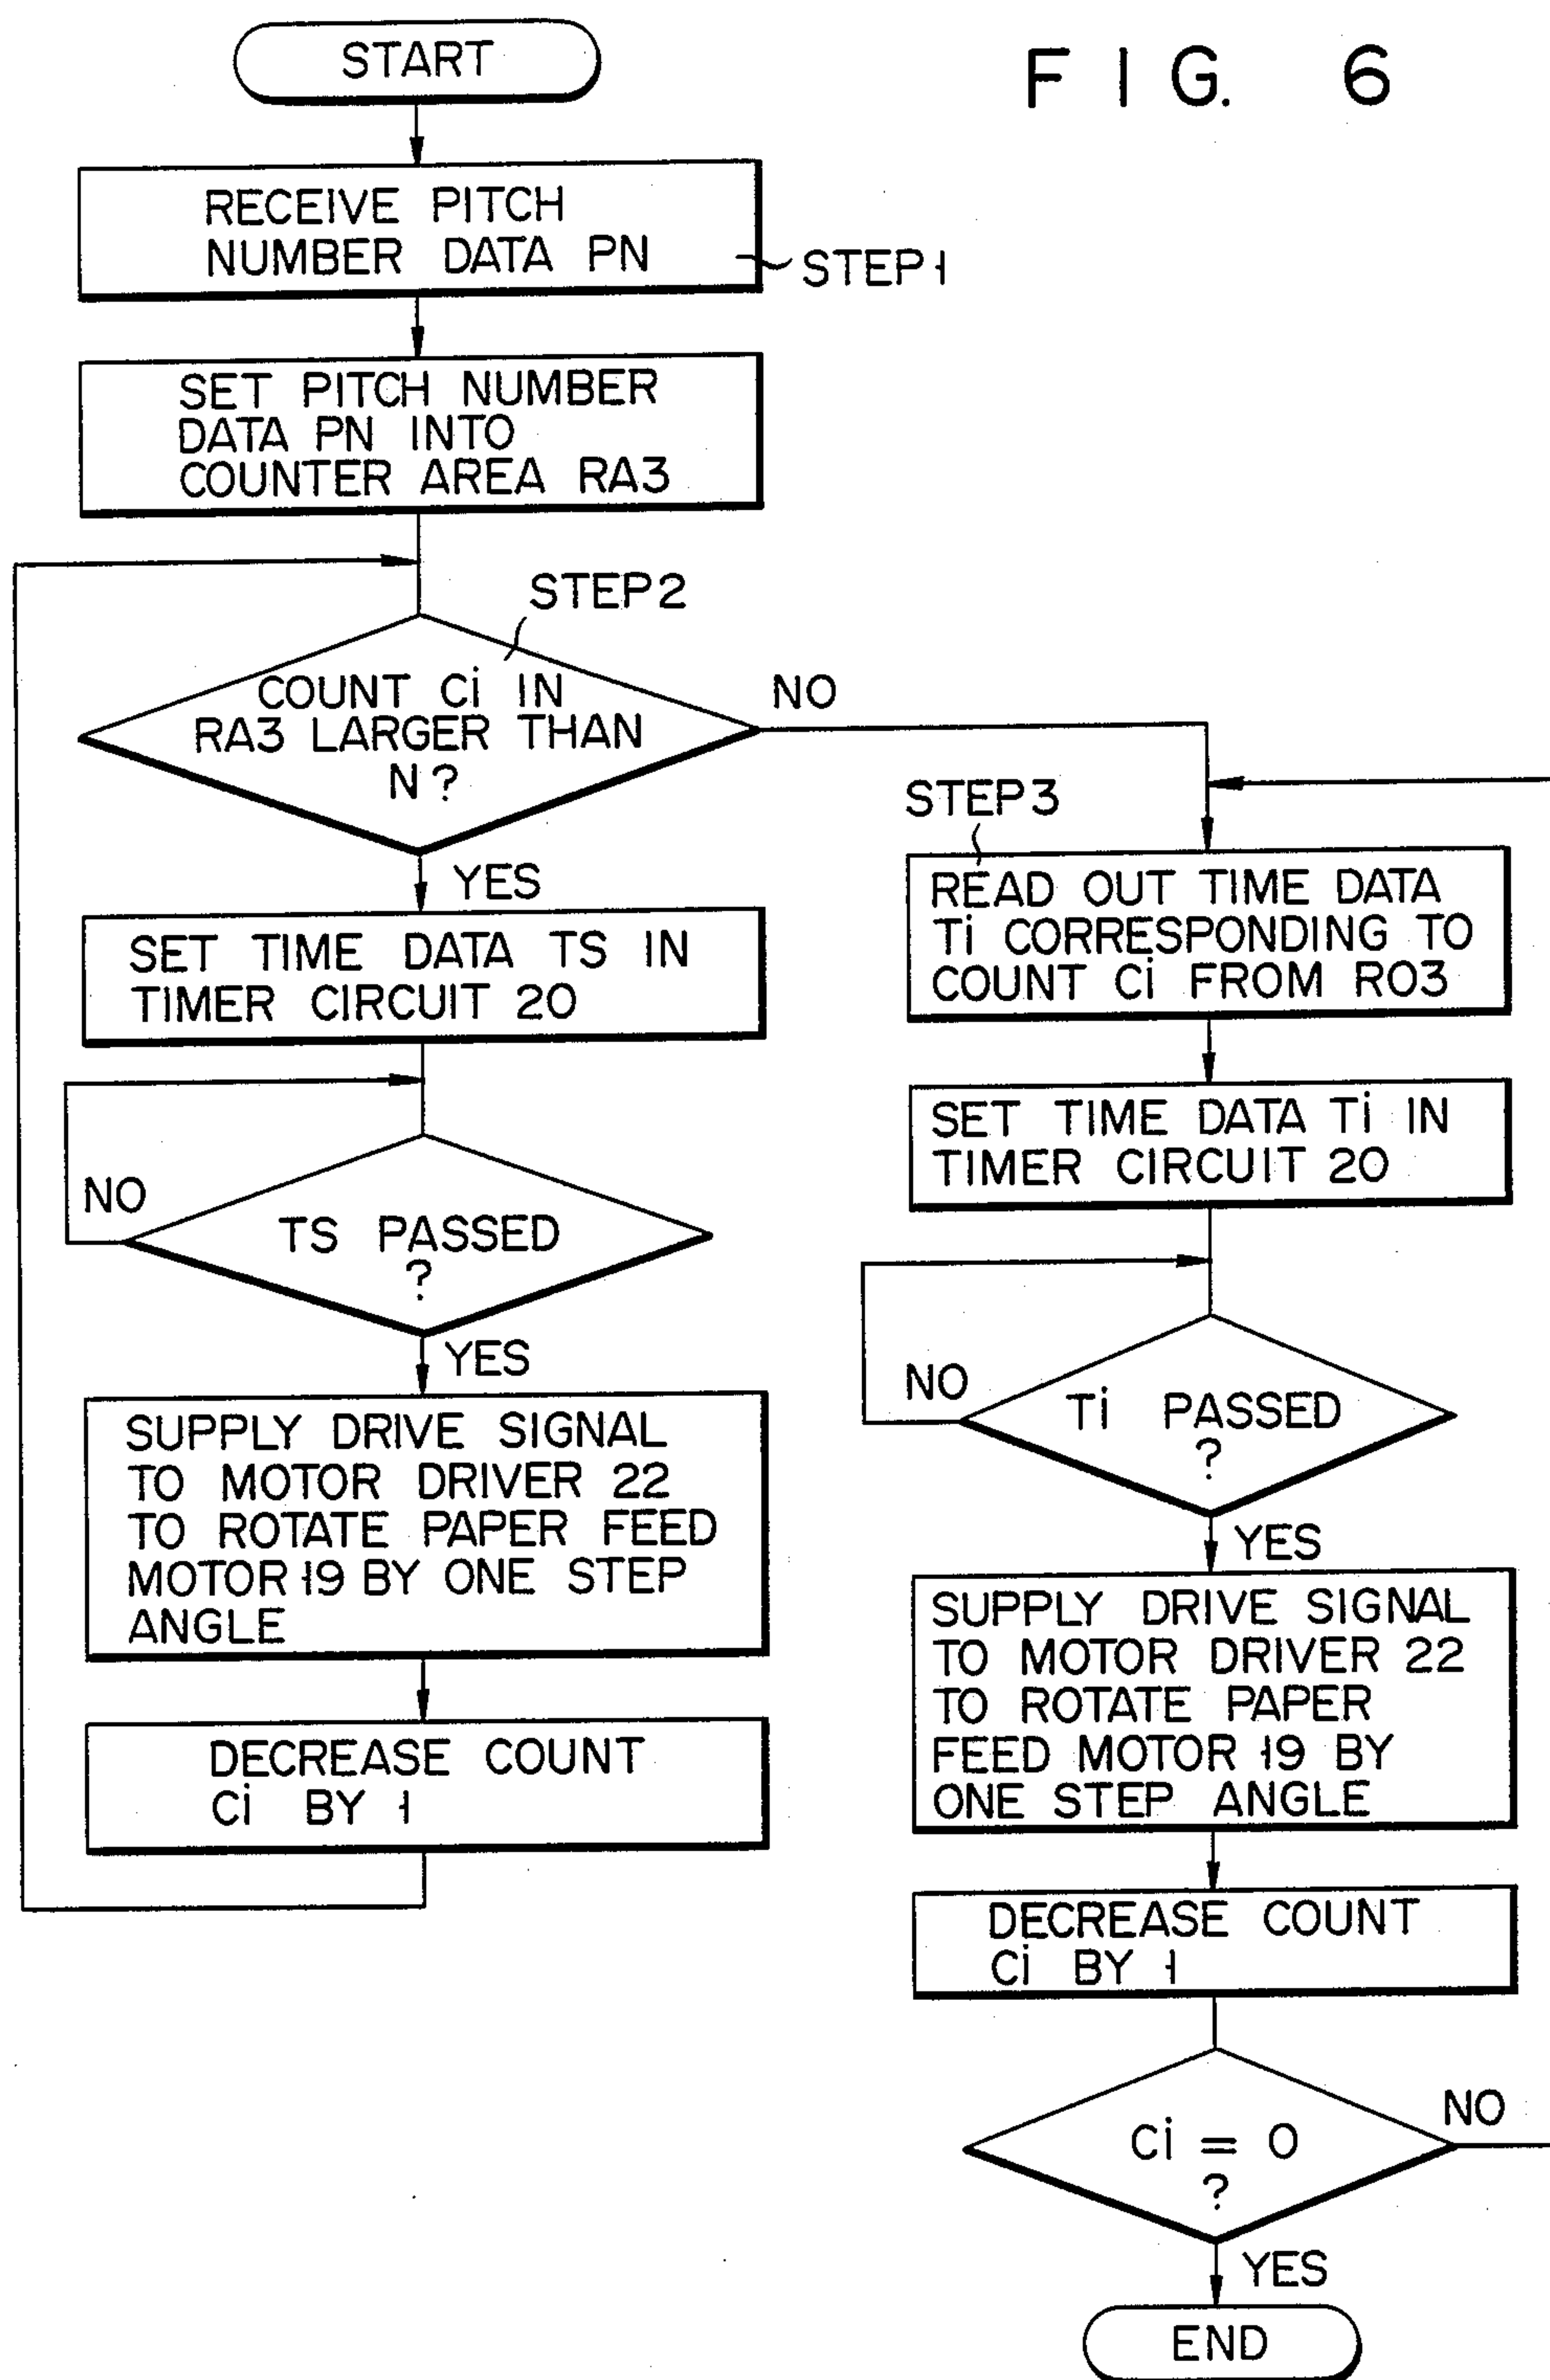 FIG. 6
START
RECEIVE PITCH
NUMBER DATA PN
STEP1
SET PITCH NUMBER
DATA PN INTO
COUNTER AREA RA3
STEP2
COUNT Ci IN
RA3 LARGER THAN
N?
NO
YES
SET TIME DATA TS IN
TIMER CIRCUIT 20
NO
TS PASSED
?
YES
SUPPLY DRIVE SIGNAL
TO MOTOR DRIVER 22
TO ROTATE PAPER FEED
MOTOR 19 BY ONE STEP
ANGLE
DECREASE COUNT
Ci BY 1
STEP3
READ OUT TIME DATA
Ti CORRESPONDING TO
COUNT Ci FROM RO3
SET TIME DATA Ti IN
TIMER CIRCUIT 20
NO
Ti PASSED
?
YES
SUPPLY DRIVE SIGNAL
TO MOTOR DRIVER 22
TO ROTATE PAPER
FEED MOTOR 19 BY
ONE STEP ANGLE
DECREASE COUNT
Ci BY 1
Ci = 0
?
NO
YES
END